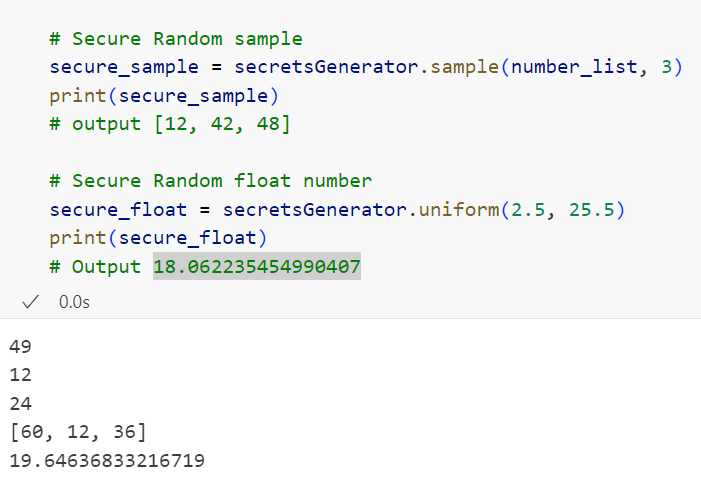 # Secure Random sample
secure_sample = secretsGenerator.sample(number_list, 3)
print(secure_sample)
# output [12, 42, 48]
# Secure Random float number
secure_float = secretsGenerator.uniform(2.5, 25.5)
print(secure_float)
# Output 18.062235454990407
0.0s
49
12
24
[60, 12, 36]
19.64636833216719